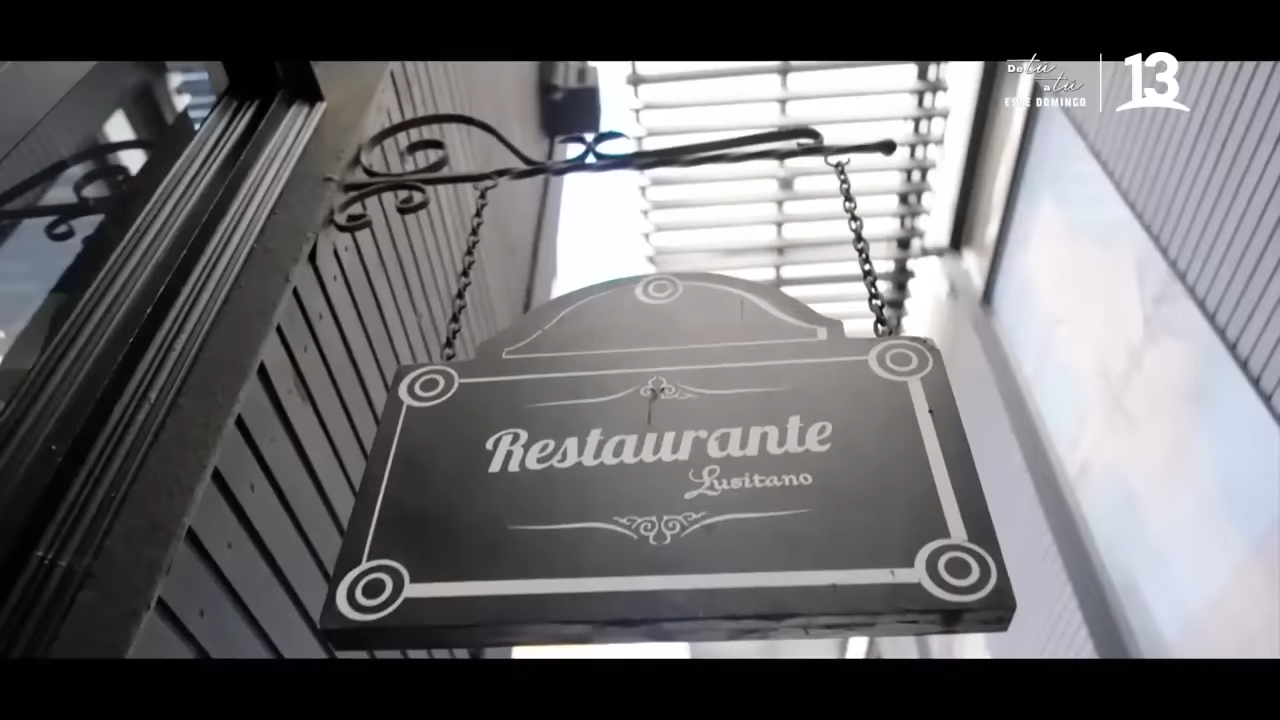 De tú
a tú
ESTE DOMINGO
13
Restaurante
Lusitano